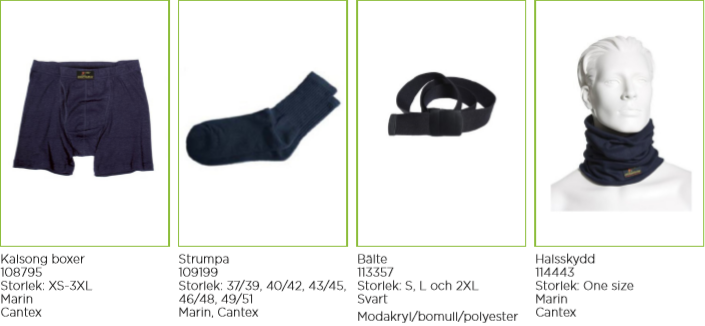 Kalsong boxer
108795
Storlek: XS-3XL
Marin
Cantex
Strumpa
109199
Storlek: 37/39, 40/42, 43/45,
46/48, 49/51
Marin, Cantex
Bälte
113357
Storlek: S, L och 2XL
Svart
Modakryl/bomull/polyester
Halsskydd
114443
Storlek: One size
Marin
Cantex